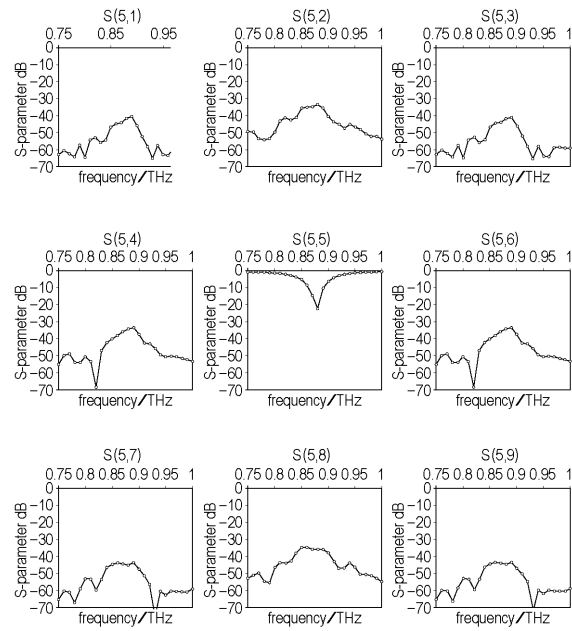 S(5,1) S(5,2) S(5,3)
0.75 0.85 0.95 0.75 0.8 0.85 0.9 0.95 1 0.75 0.8 0.85 0.9 0.95 1
S-parameter dB 0 −10 −20 −30 −40 −50 −60 −70
S-parameter dB 0 −10 −20 −30 −40 −50 −60 −70
S-parameter dB 0 −10 −20 −30 −40 −50 −60 −70
frequency/THz frequency/THz frequency/THz
S(5,4) S(5,5) S(5,6)
0.75 0.8 0.85 0.9 0.95 1 0.75 0.8 0.85 0.9 0.95 1 0.75 0.8 0.85 0.9 0.95 1
S-parameter dB 0 −10 −20 −30 −40 −50 −60 −70
S-parameter dB 0 −10 −20 −30 −40 −50 −60 −70
S-parameter dB 0 −10 −20 −30 −40 −50 −60 −70
frequency/THz frequency/THz frequency/THz
S(5,7) S(5,8) S(5,9)
0.75 0.8 0.85 0.9 0.95 1 0.75 0.8 0.85 0.9 0.95 1 0.75 0.8 0.85 0.9 0.95 1
S-parameter dB 0 −10 −20 −30 −40 −50 −60 −70
S-parameter dB 0 −10 −20 −30 −40 −50 −60 −70
S-parameter dB 0 −10 −20 −30 −40 −50 −60 −70
frequency/THz frequency/THz frequency/THz